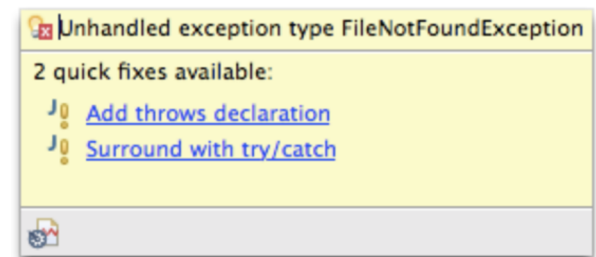 Unhandled exception type FileNotFoundException
2 quick fixes available:
Add throws declaration
Surround with try/catch